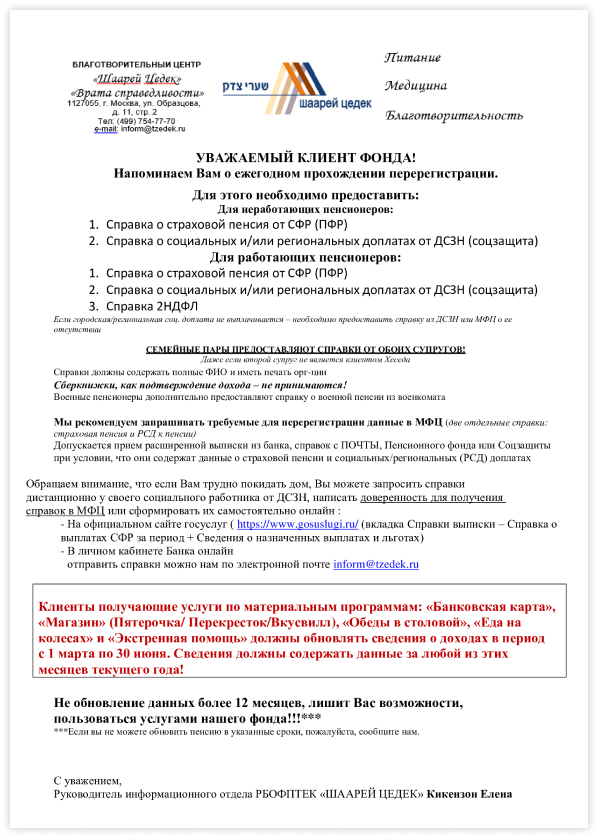 БЛАГОТВОРИТЕЛЬНЫЙ ЦЕНТР
«Шаарей Цедек»
«Врата справедливости»
1127055, г. Москва, ул. Образцова,
д. 11, стр. 2
Тел: (499) 754-77-70
e-mail: inform@tzedek.ru
שערי צדק
ШААРЕЙ ЦЕДЕК
Питание
Медицина
Благотворительность
УВАЖАЕМЫЙ КЛИЕНТ ФОНДА!
Напоминаем Вам о ежегодном прохождении перерегистрации.
Для этого необходимо предоставить:
Для неработающих пенсионеров:
1. Справка о страховой пенсия от СФР (ПФР)
2. Справка о социальных и/или региональных доплатах от ДСЗН (соцзащита)
Для работающих пенсионеров:
1. Справка о страховой пенсия от СФР (ПФР)
2. Справка о социальных и/или региональных доплатах от ДСЗН (соцзащита)
3. Справка 2НДФЛ
Если городская/региональная соц. доплата не выплачивается – необходимо предоставить справку из ДСЗН или МФЦ о ее
отсутствии
СЕМЕЙНЫЕ ПАРЫ ПРЕДОСТАВЛЯЮТ СПРАВКИ ОТ ОБОИХ СУПРУГОВ!
Даже если второй супруг не является клиентом Хеседа
Справки должны содержать полные ФИО и иметь печать орг-ции
Сберкнижки, как подтверждение дохода – не принимаются!
Военные пенсионеры дополнительно предоставляют справку о военной пенсии из военкомата
Мы рекомендуем запрашивать требуемые для перерегистрации данные в МФЦ (две отдельные справки:
страховая пенсия и РСД к пенсии)
Допускается прием расширенной выписки из банка, справок с ПОЧТЫ, Пенсионного фонда или Соцзащиты
при условии, что они содержат данные о страховой пенсии и социальных/региональных (РСД) доплатах
Обращаем внимание, что если Вам трудно покидать дом, Вы можете запросить справки
дистанционно у своего социального работника от ДСЗН, написать доверенность для получения
справок в МФЦ или сформировать их самостоятельно онлайн :
- На официальном сайте госуслуг ( https://www.gosuslugi.ru/ (вкладка Справки выписки – Справка о
выплатах СФР за период + Сведения о назначенных выплатах и льготах)
- В личном кабинете Банка онлайн
отправить справки можно нам по электронной почте inform@tzedek.ru
Клиенты получающие услуги по материальным программам: «Банковская карта»,
«Магазин» (Пятерочка/ Перекресток/Вкусвилл), «Обеды в столовой», «Еда на
колесах» и «Экстренная помощь» должны обновлять сведения о доходах в период
с 1 марта по 30 июня. Сведения должны содержать данные за любой из этих
месяцев текущего года!
Не обновление данных более 12 месяцев, лишит Вас возможности,
пользоваться услугами нашего фонда!!!***
***Если вы не можете обновить пенсию в указанные сроки, пожалуйста, сообщите нам.
С уважением,
Руководитель информационного отдела РБОФПТЕК «ШААРЕЙ ЦЕДЕК» Кикензон Елена